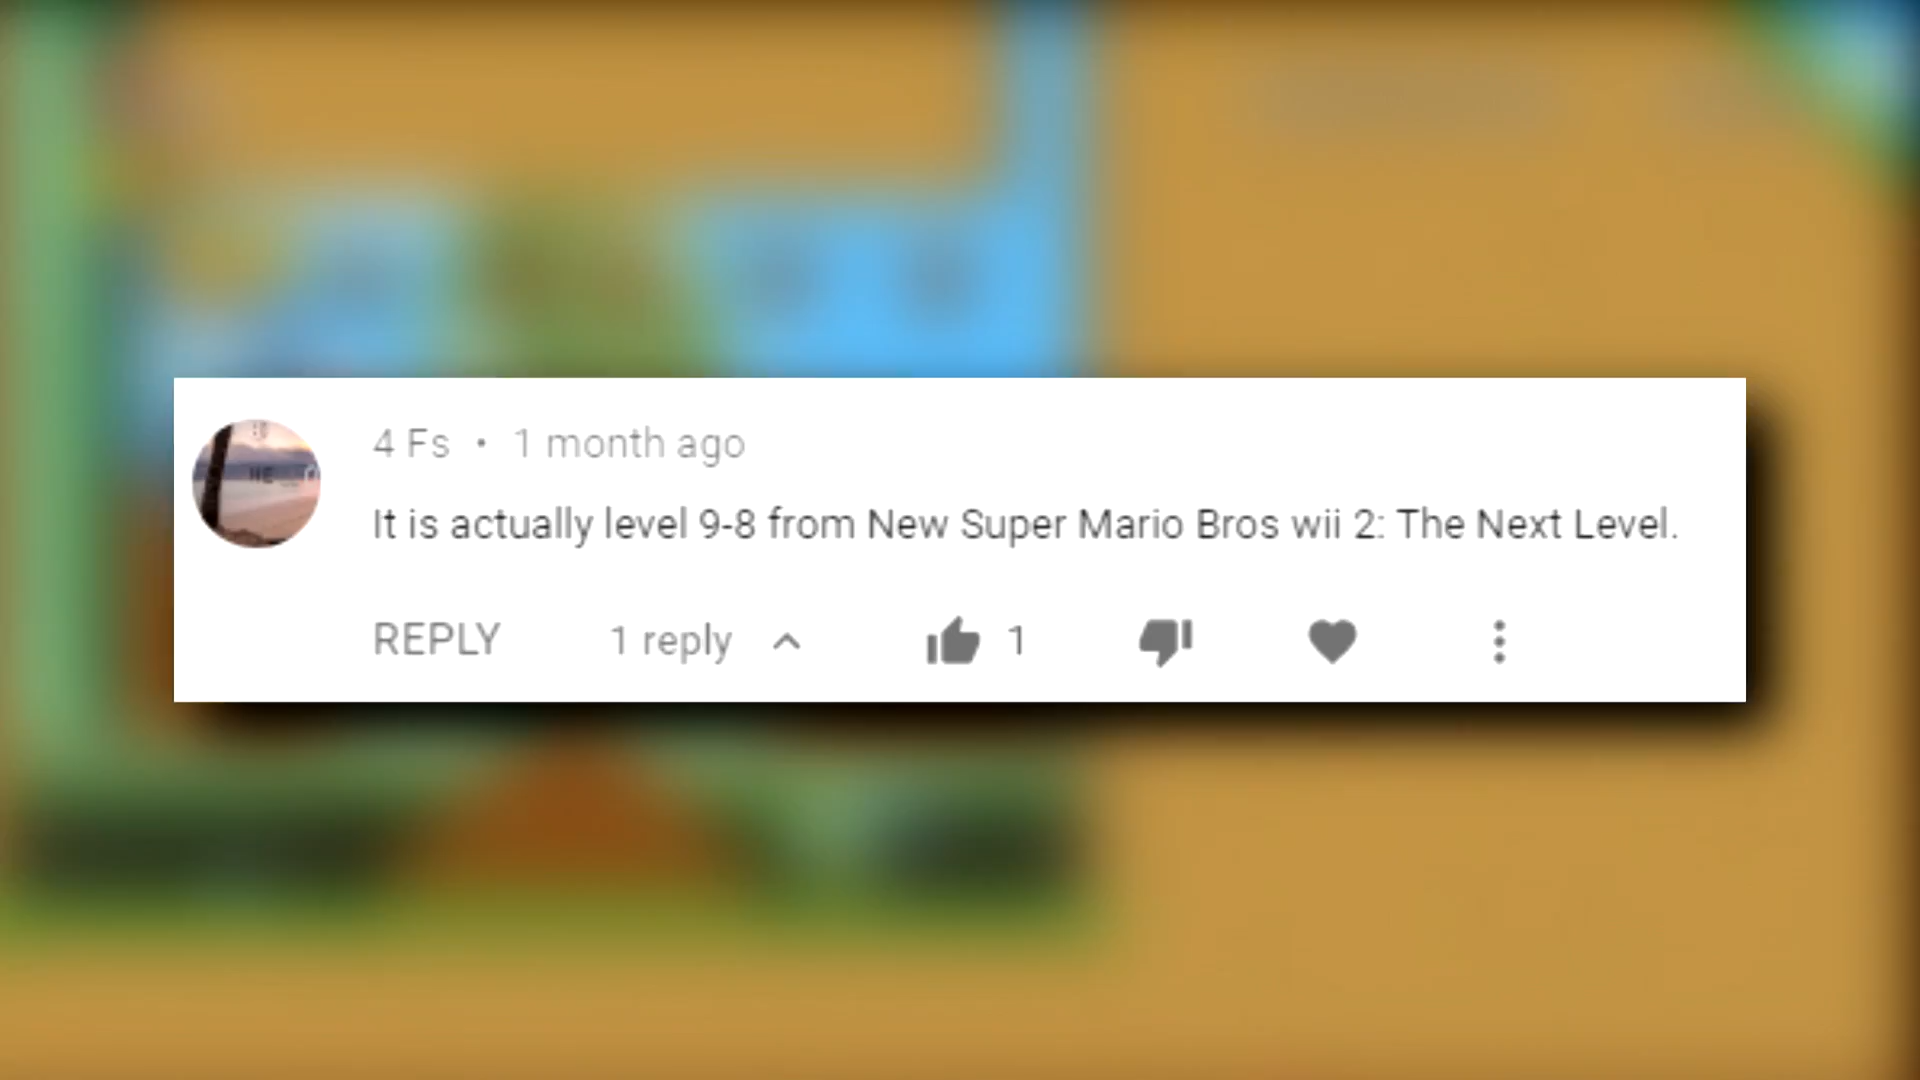 4 Fs • 1 month ago
It is actually level 9-8 from New Super Mario Bros wii 2: The Next Level.
REPLY 1 reply 1